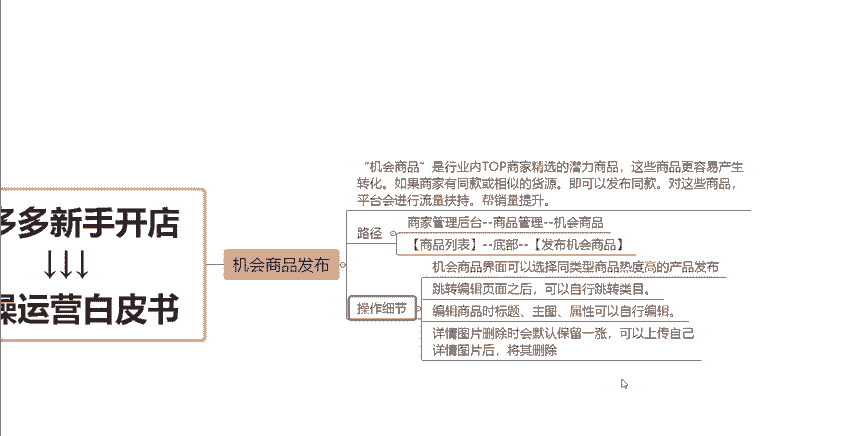 多多新手开店
↓↓↓
操运营白皮书
机会商品发布
“机会商品”是行业内TOP商家精选的潜力商品，这些商品更容易产生
转化。如果商家有同款或相似的货源。即可以发布同款。对这些商品，
平台会进行流量扶持。帮销量提升。
路径
商家管理后台--商品管理--机会商品
【商品列表】--底部--【发布机会商品】
操作细节
机会商品界面可以选择同类型商品热度高的产品发布
跳转编辑页面之后，可以自行跳转类目。
编辑商品时标题、主图、属性可以自行编辑。
详情图片删除时会默认保留一涨，可以上传自己
详情图片后，将其删除